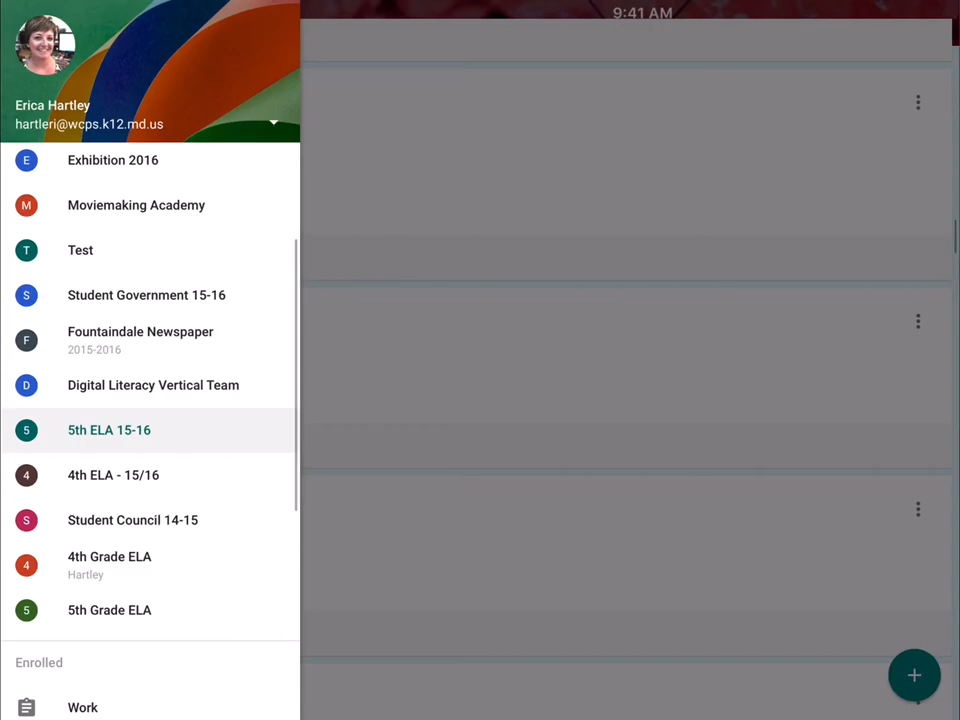 9:41 AM
Erica Hartley
hartleri@wcps.k12.md.us
E Exhibition 2016
M Moviemaking Academy
T Test
S Student Government 15-16
F Fountaindale Newspaper
2015-2016
D Digital Literacy Vertical Team
5 5th ELA 15-16
4 4th ELA - 15/16
S Student Council 14-15
4 4th Grade ELA
Hartley
5 5th Grade ELA
Enrolled
Work